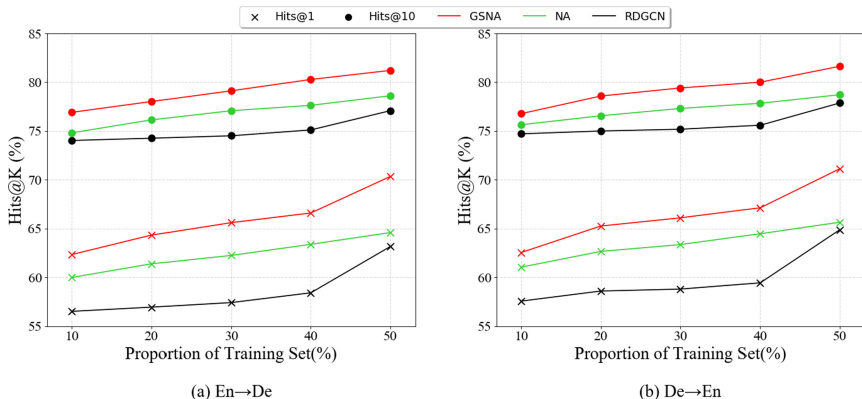 Hits@1 Hits@10 GSNA NA RDGCN
85
80
75
70
65
60
55
Hits@K (%)
10 20 30 40 50
Proportion of Training Set(%)
(a) En→De
85
80
75
70
65
60
55
Hits@K (%)
10 20 30 40 50
Proportion of Training Set(%)
(b) De→En